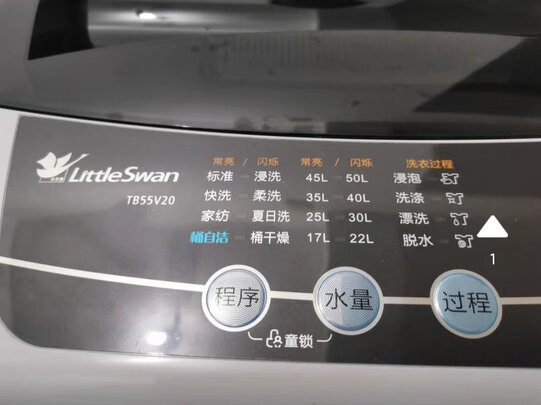 常亮 / 闪烁 常亮 / 闪烁 洗衣过程
LittleSwan 标准 浸洗 45L 50L 浸泡
TB55V20 快洗 柔洗 35L 40L 洗涤
家纺 夏日洗 25L 30L 漂洗
桶自洁 桶干燥 17L 22L 脱水
1
程序 水量 过程
童锁